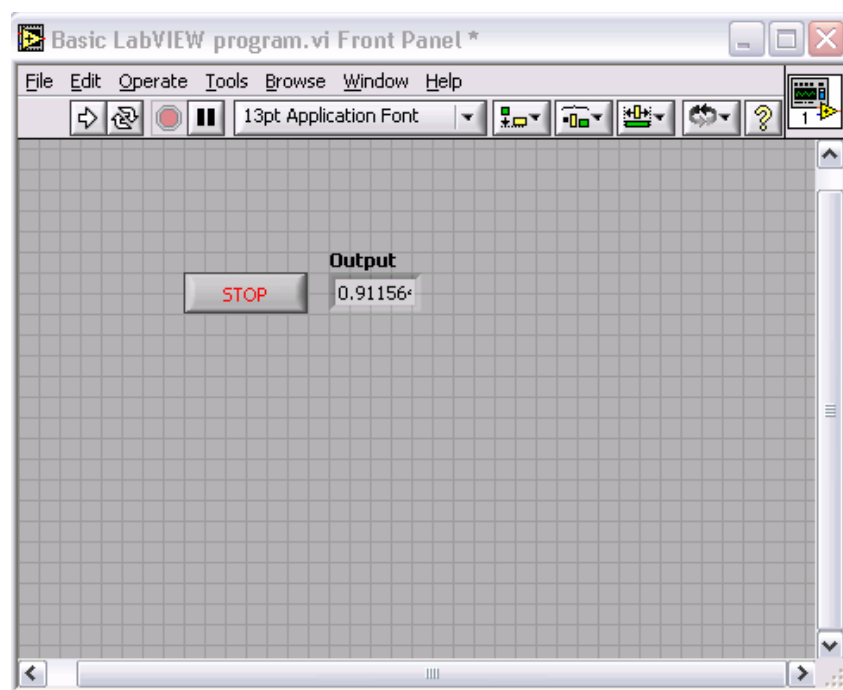 Basic LabVIEW program.vi Front Panel *
File Edit Operate Tools Browse Window Help
13pt Application Font
?
1
Output
STOP
0.91156